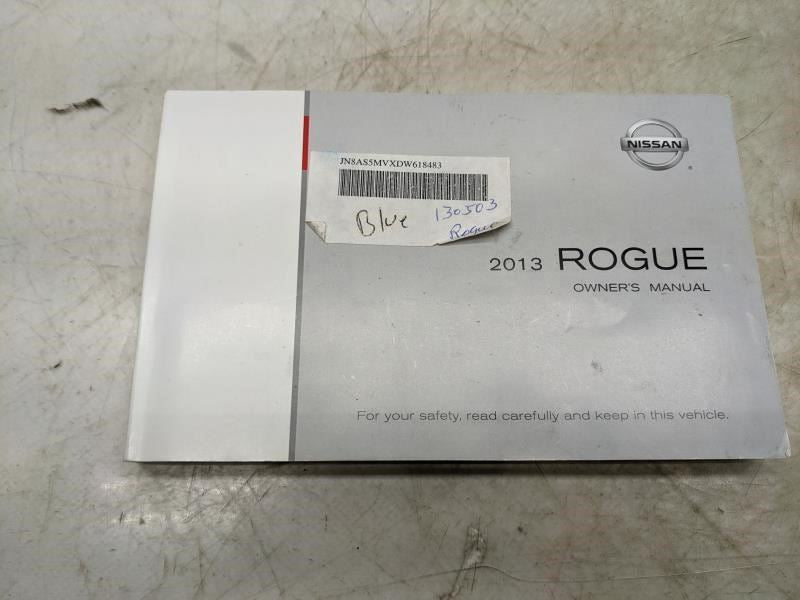 NISSAN
JN8AS5MVXDW618483
Blue 130503
Rogue
2013 ROGUE
OWNER'S MANUAL
For your safety, read carefully and keep in this vehicle.